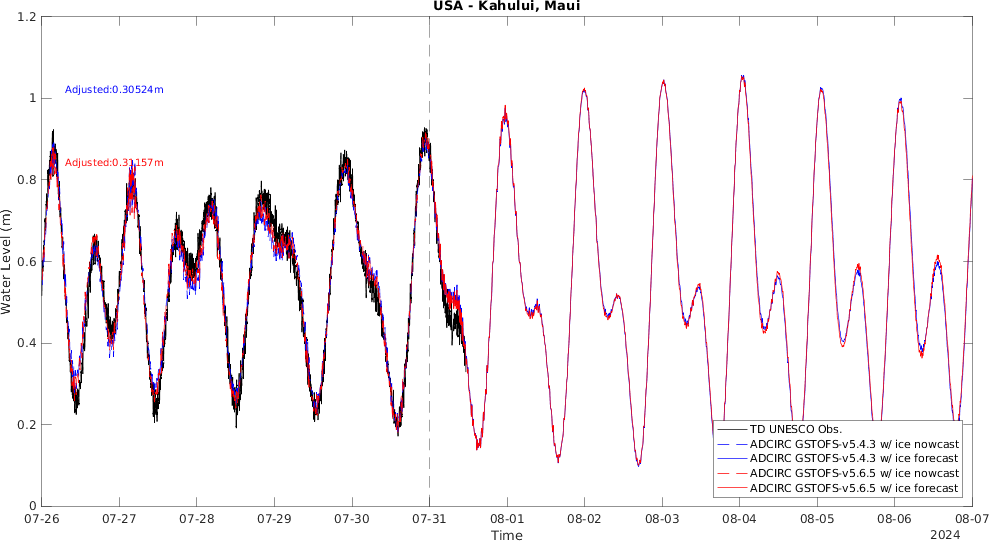 USA - Kahului, Maui
1.2
1
0.8
0.6
0.4
0.2
0
Water Level (m)
Adjusted:0.30524m
Adjusted:0.31157m
TD UNESCO Obs.
ADCIRC GSTOFS-v5.4.3 w/ ice nowcast
ADCIRC GSTOFS-v5.4.3 w/ ice forecast
ADCIRC GSTOFS-v5.6.5 w/ ice nowcast
ADCIRC GSTOFS-v5.6.5 w/ ice forecast
07-26 07-27 07-28 07-29 07-30 07-31 08-01 08-02 08-03 08-04 08-05 08-06 08-07
Time
2024